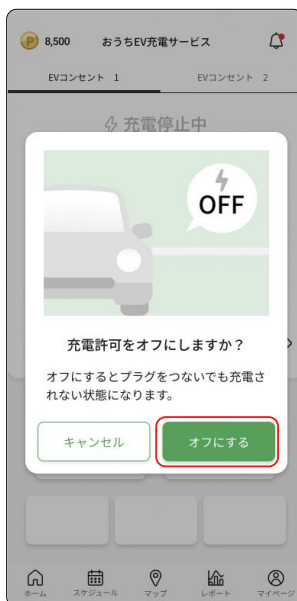 P 8,500 おうちEV充電サービス
EVコンセント 1 EVコンセント 2
充電停止中
OFF
充電許可をオフにしますか？
オフにするとプラグをつないでも充電さ
れない状態になります。
キャンセル オフにする
ホーム スケジュール マップ レポート マイページ